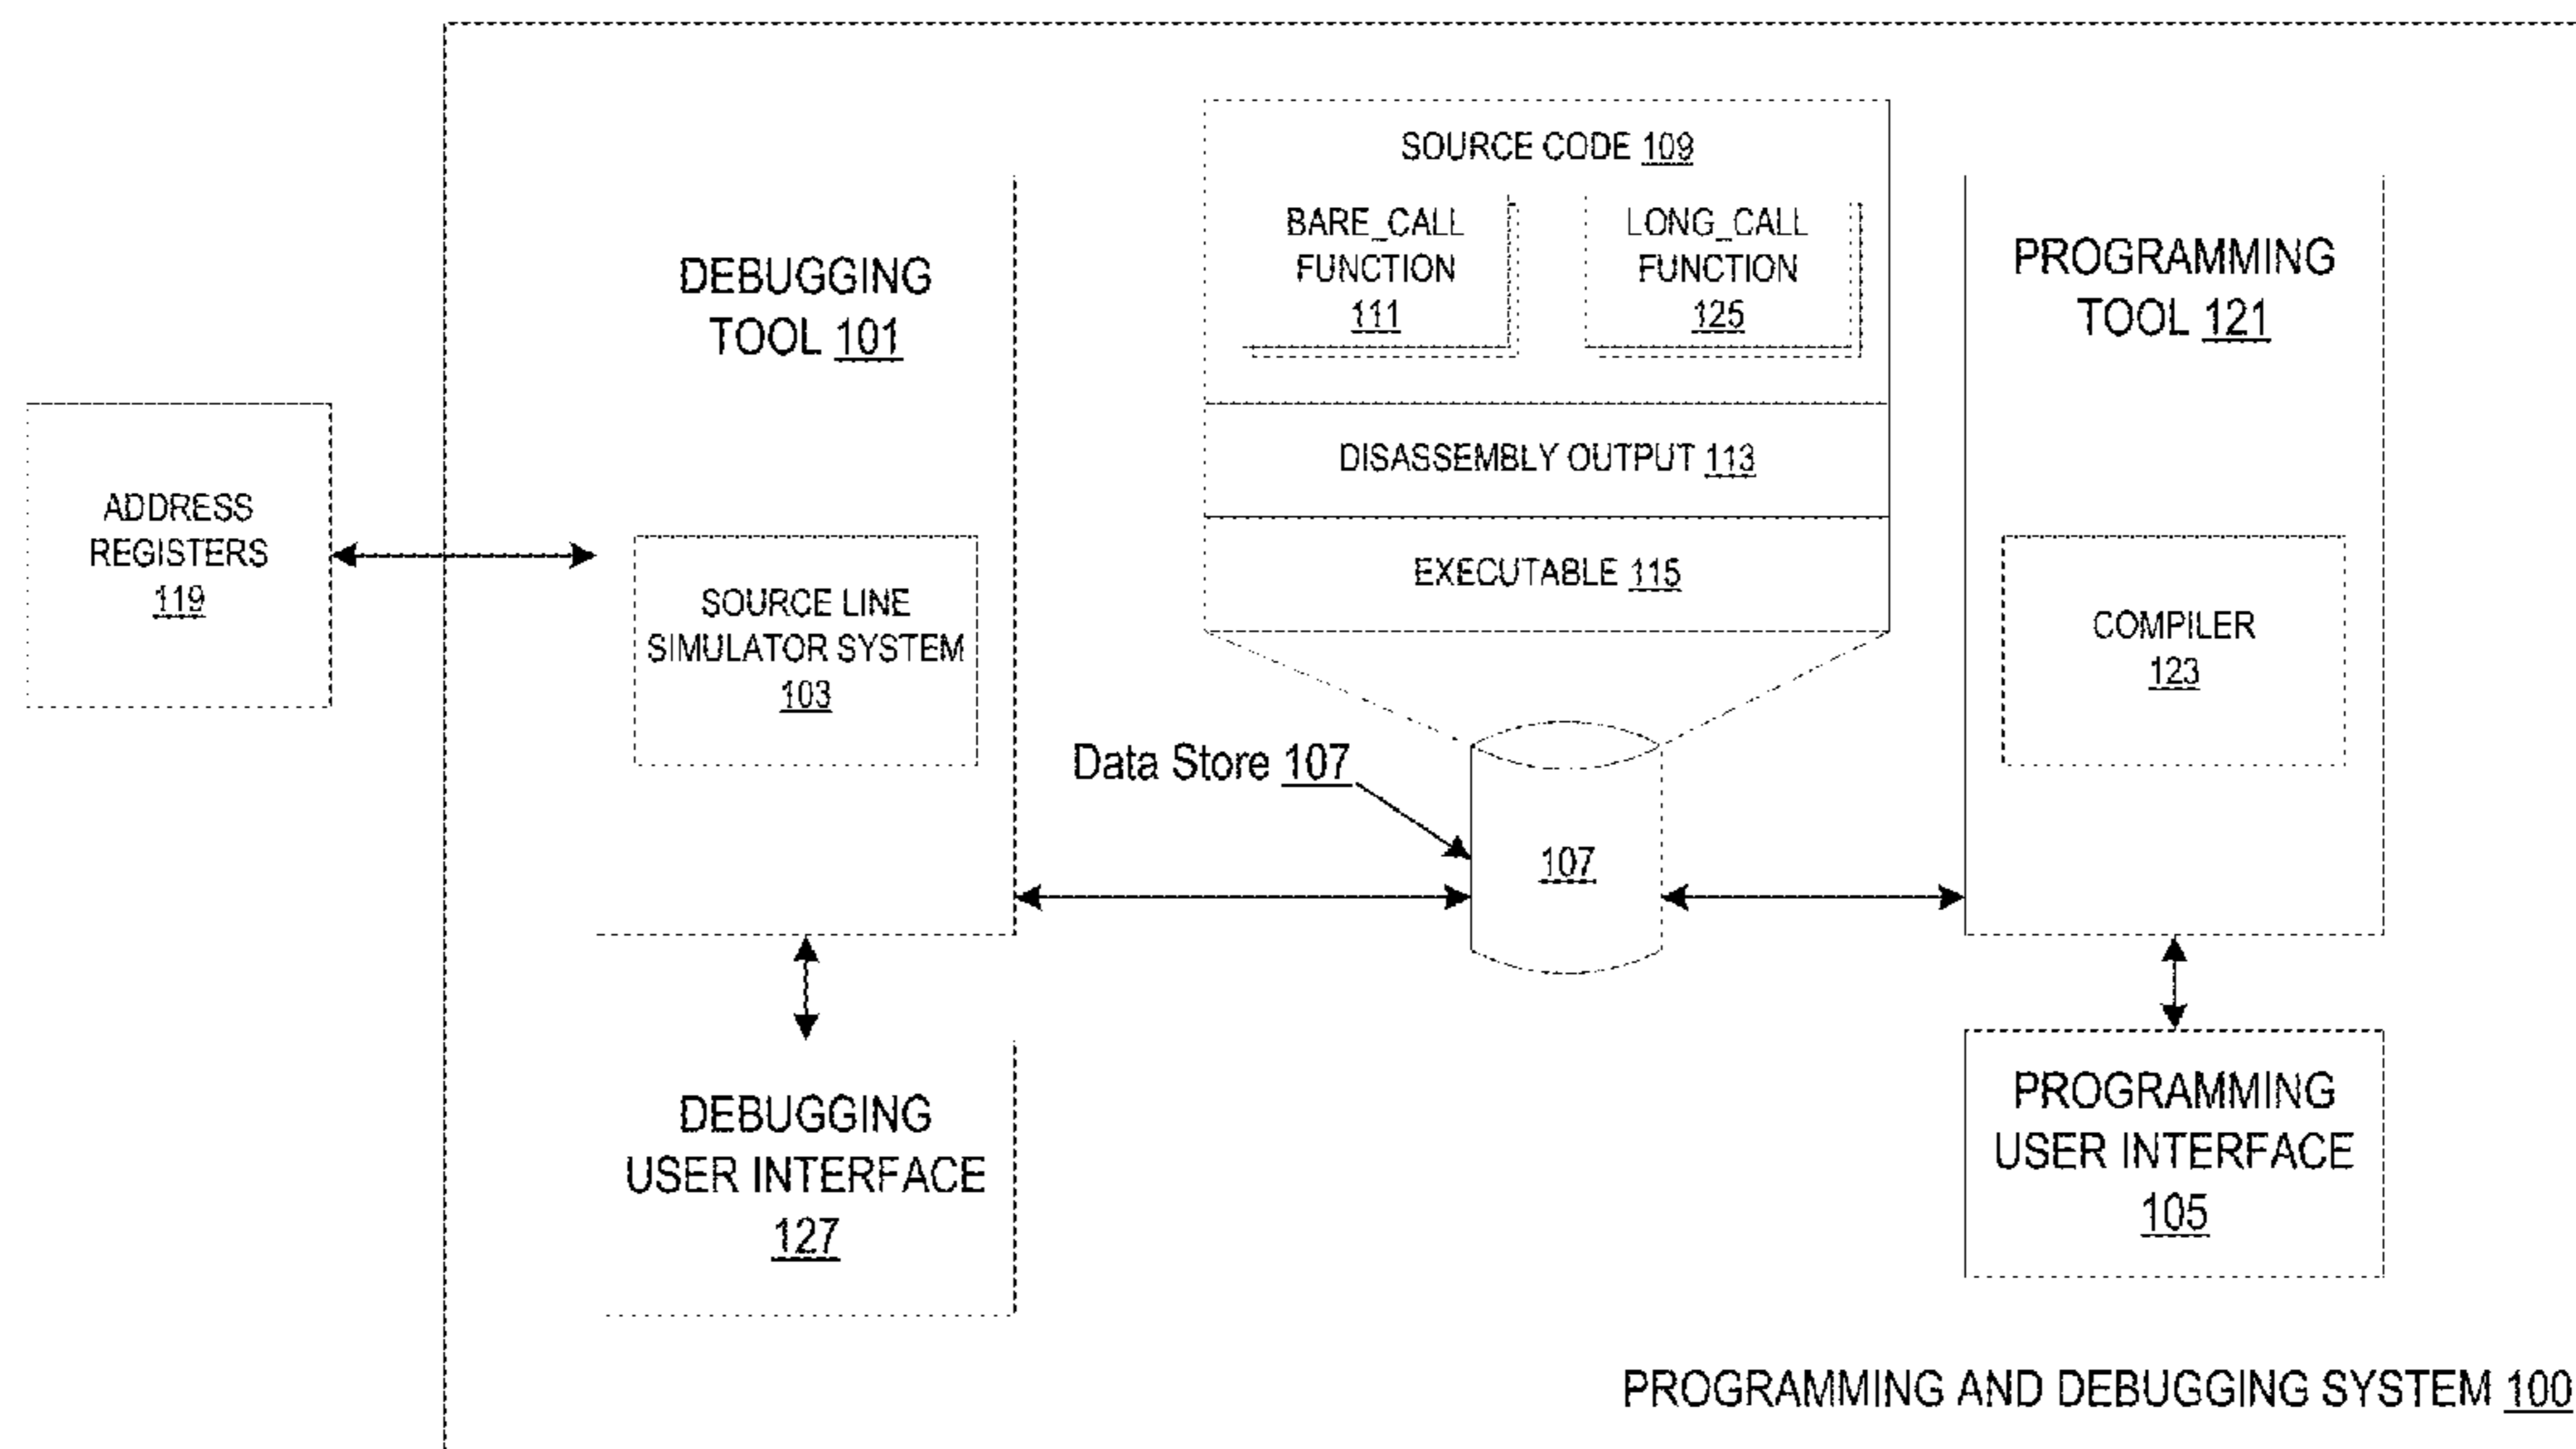 SOURCE CODE 109
BARE_CALL
FUNCTION
111
LONG_CALL
FUNCTION
125
DISASSEMBLY OUTPUT 113
EXECUTABLE 115
DEBUGGING
TOOL 101
SOURCE LINE
SIMULATOR SYSTEM
103
ADDRESS
REGISTERS
119
PROGRAMMING
TOOL 121
COMPILER
123
Data Store 107
107
DEBUGGING
USER INTERFACE
127
PROGRAMMING
USER INTERFACE
105
PROGRAMMING AND DEBUGGING SYSTEM 100